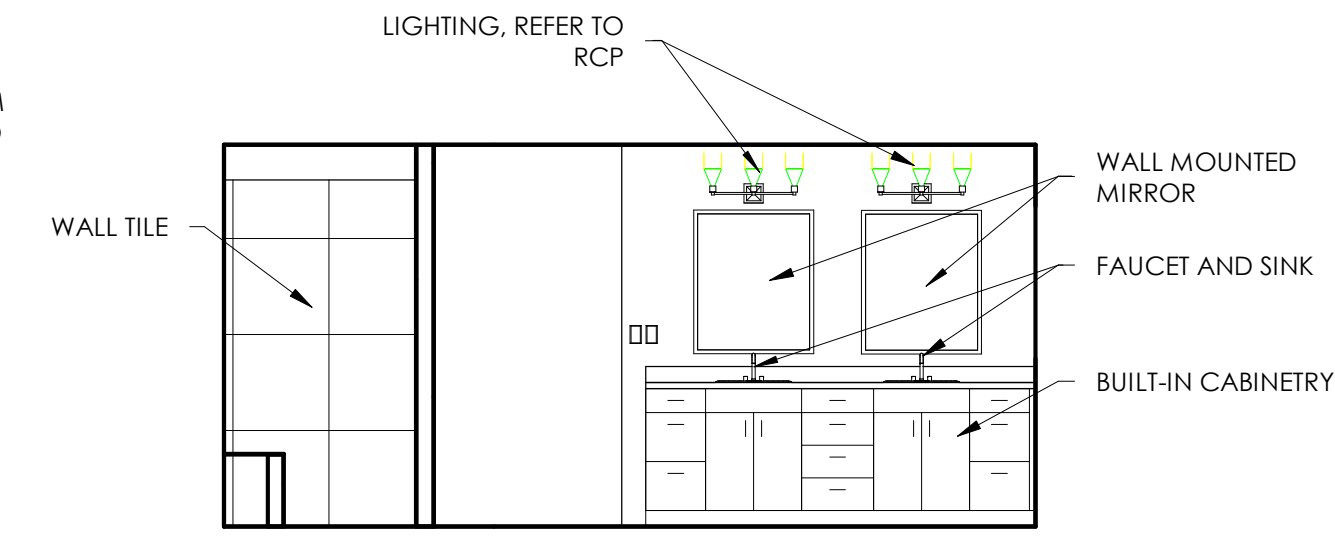 LIGHTING, REFER TO
RCP
WALL MOUNTED
MIRROR
WALL TILE
FAUCET AND SINK
BUILT-IN CABINETRY